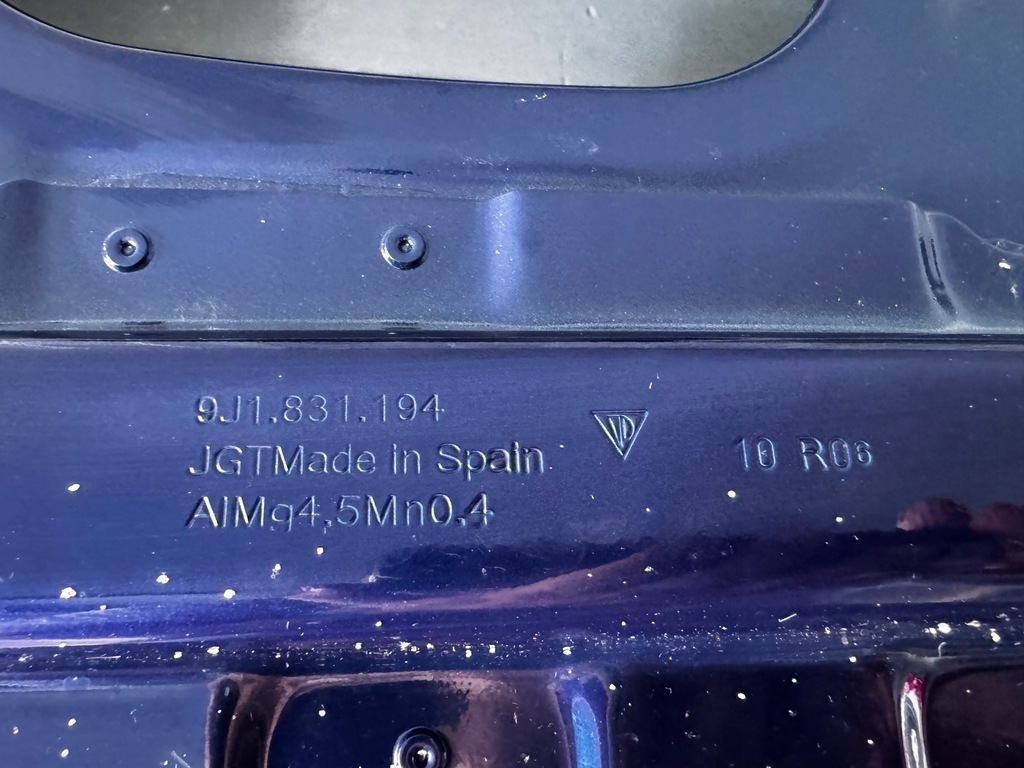 9J1.831.194
JGTMade in Spain
AlMg4,5Mn0.4
10 R06